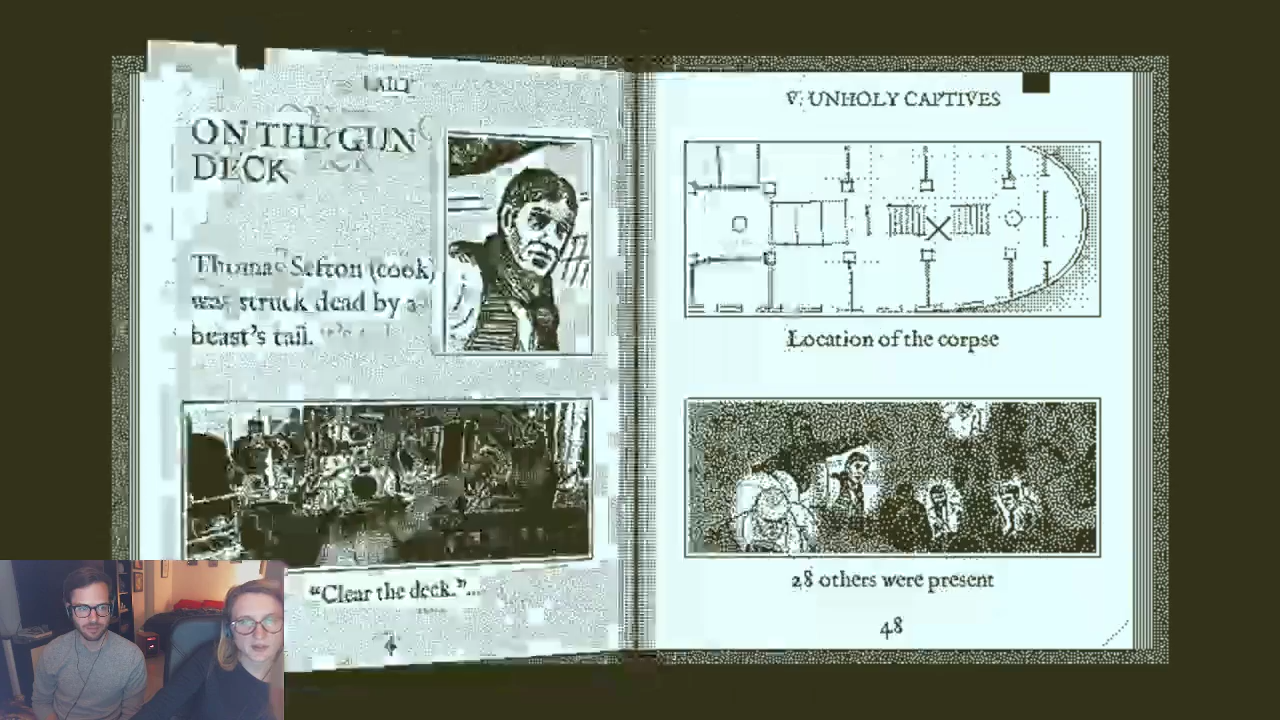 ON THE GUN
DECK
Thomas Sefton (cook)
was struck dead by a
beast's tail.
"Clear the deck."...
V. UNHOLY CAPTIVES
Location of the corpse
28 others were present
48